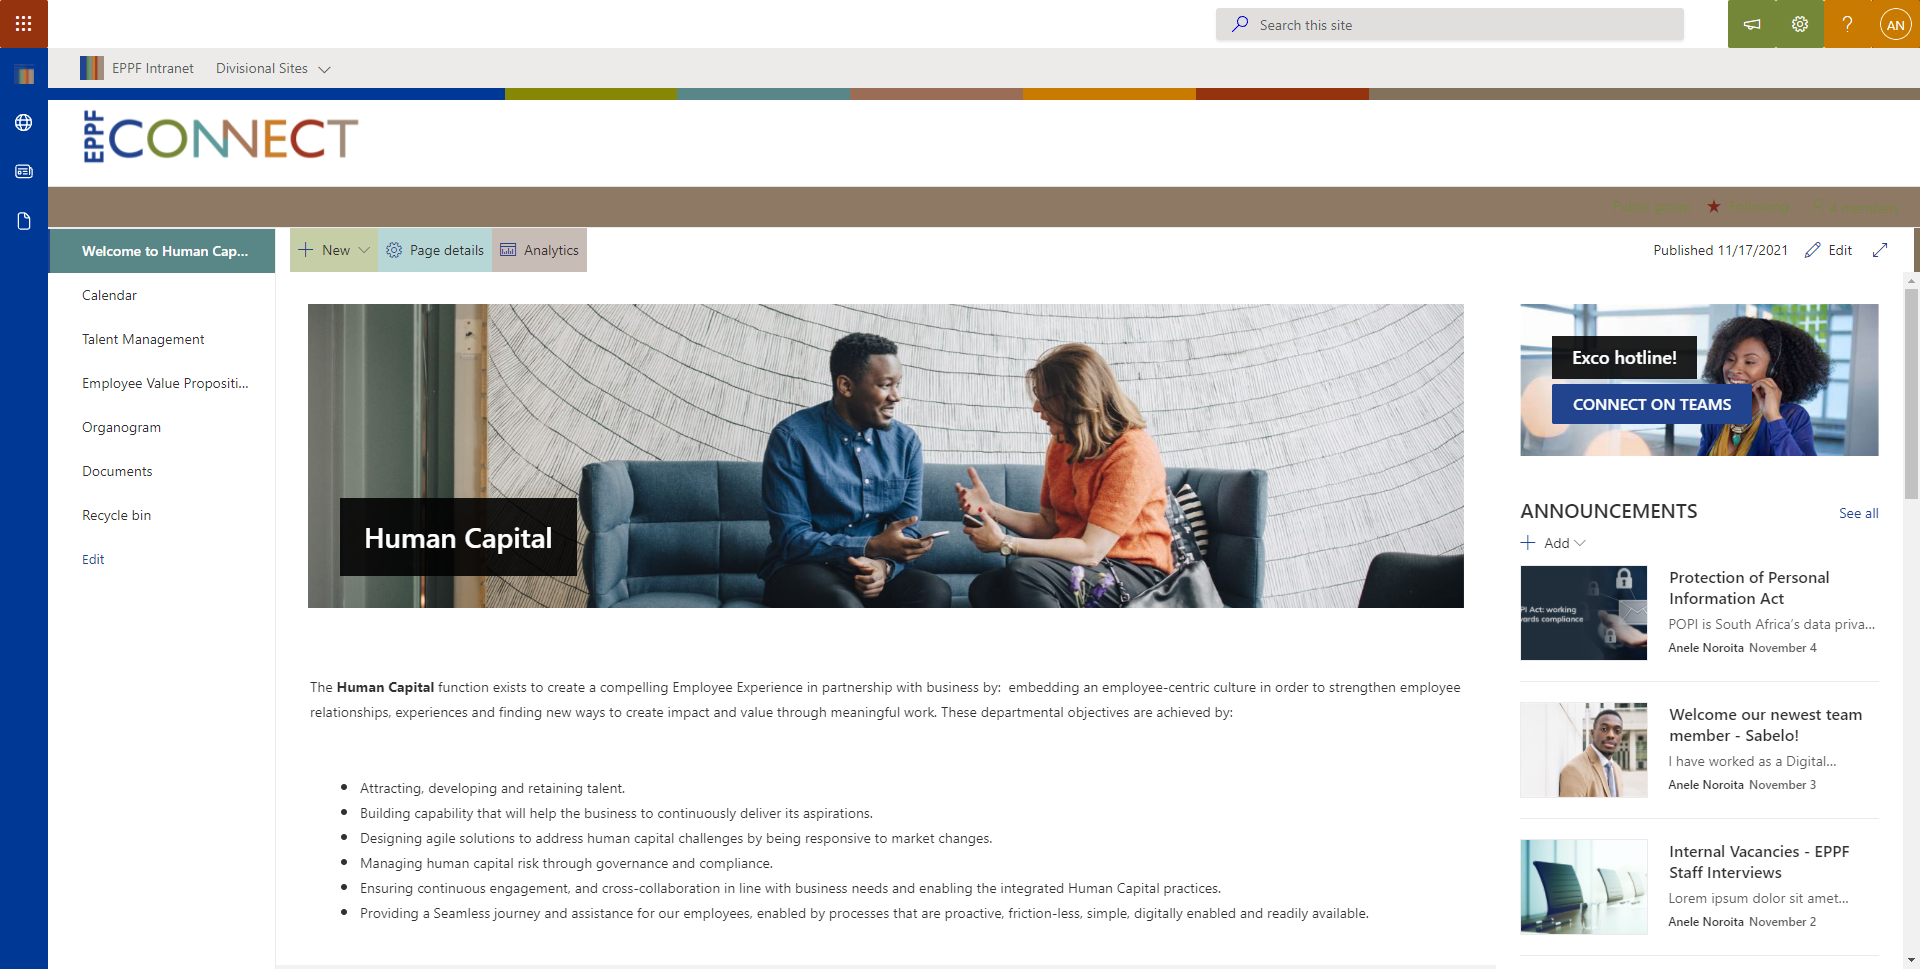 Search this site
AN
EPPF Intranet
Divisional Sites
EPPF CONNECT
Following
4 members
Welcome to Human Cap...
New
Page details
Analytics
Published 11/17/2021
Edit
Calendar
Talent Management
Employee Value Propositi...
Organogram
Documents
Recycle bin
Edit
Human Capital
Exco hotline!
CONNECT ON TEAMS
The Human Capital function exists to create a compelling Employee Experience in partnership with business by: embedding an employee-centric culture in order to strengthen employee
relationships, experiences and finding new ways to create impact and value through meaningful work. These departmental objectives are achieved by:
Attracting, developing and retaining talent.
Building capability that will help the business to continuously deliver its aspirations.
Designing agile solutions to address human capital challenges by being responsive to market changes.
Managing human capital risk through governance and compliance.
Ensuring continuous engagement, and cross-collaboration in line with business needs and enabling the integrated Human Capital practices.
Providing a Seamless journey and assistance for our employees, enabled by processes that are proactive, friction-less, simple, digitally enabled and readily available.
ANNOUNCEMENTS
See all
Add
PI Act: working
ards compliance
Protection of Personal
Information Act
POPI is South Africa's data priva...
Anele Noroita November 4
Welcome our newest team
member - Sabelo!
I have worked as a Digital...
Anele Noroita November 3
Internal Vacancies - EPPF
Staff Interviews
Lorem ipsum dolor sit amet...
Anele Noroita November 2